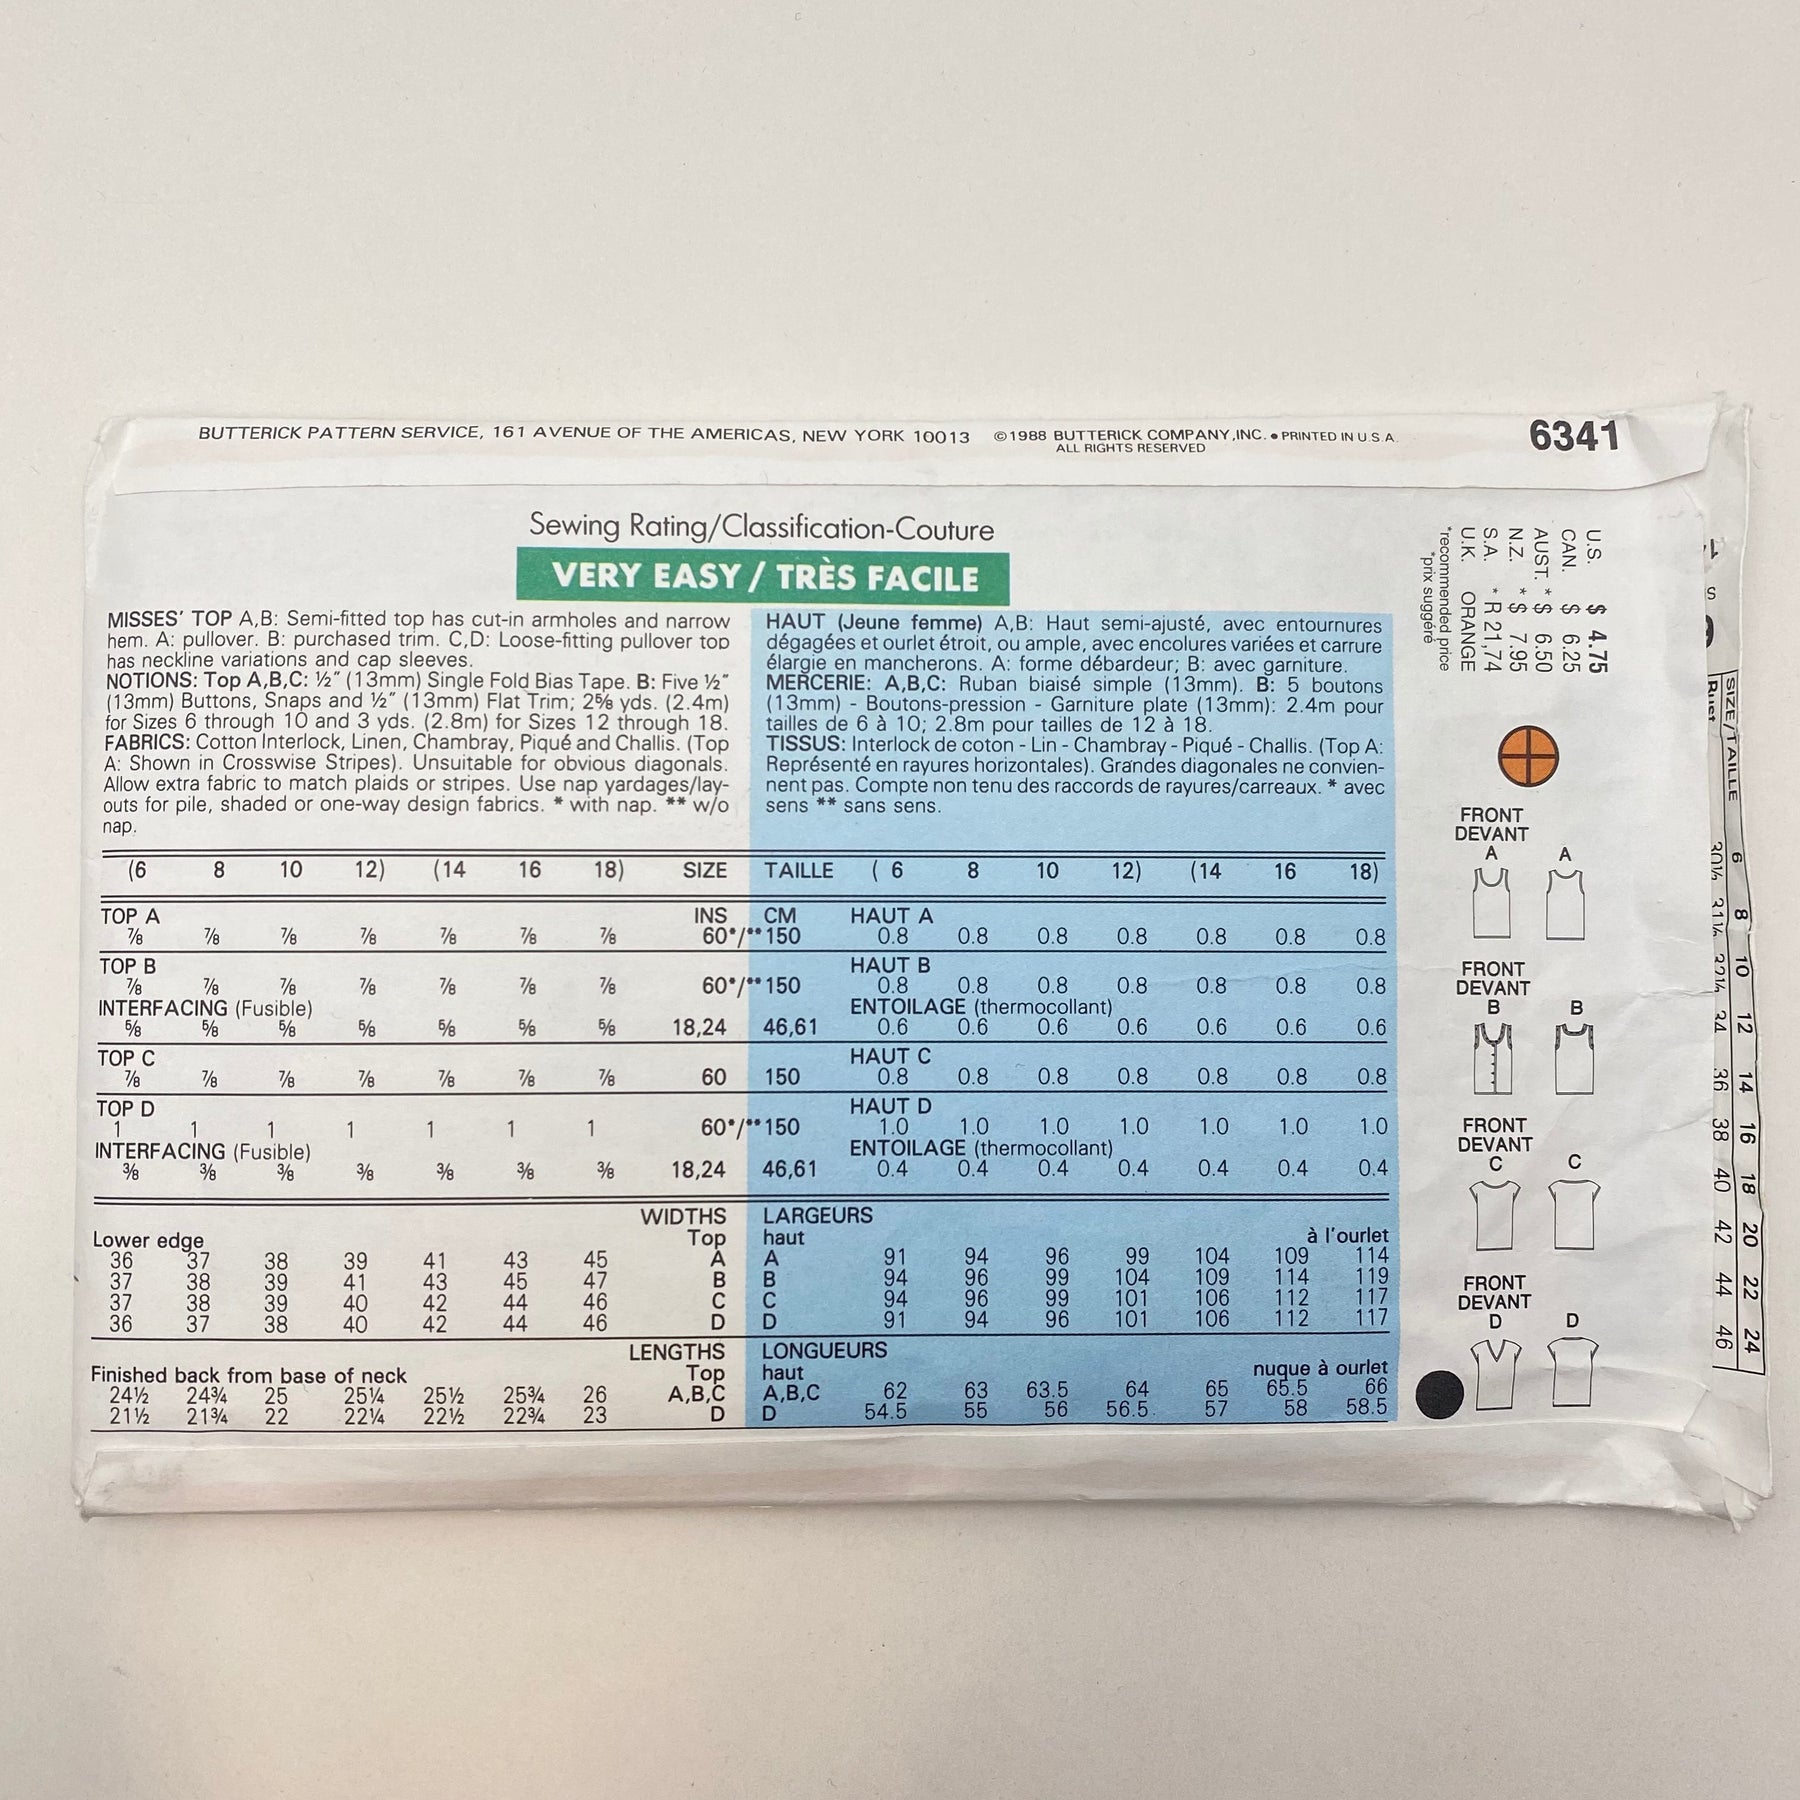 BUTTERICK PATTERN SERVICE, 161 AVENUE OF THE AMERICAS, NEW YORK 10013 ©1988 BUTTERICK COMPANY,INC. ● PRINTED IN U.S.A.
ALL RIGHTS RESERVED
6341
Sewing Rating/Classification-Couture
VERY EASY / TRÈS FACILE
MISSES' TOP A,B: Semi-fitted top has cut-in armholes and narrow
hem. A: pullover. B: purchased trim. C,D: Loose-fitting pullover top
has neckline variations and cap sleeves.
NOTIONS: Top A,B,C: ½" (13mm) Single Fold Bias Tape. B: Five ½"
(13mm) Buttons, Snaps and ½" (13mm) Flat Trim; 2⅝ yds. (2.4m)
for Sizes 6 through 10 and 3 yds. (2.8m) for Sizes 12 through 18.
FABRICS: Cotton Interlock, Linen, Chambray, Piqué and Challis. (Top
A: Shown in Crosswise Stripes). Unsuitable for obvious diagonals.
Allow extra fabric to match plaids or stripes. Use nap yardages/lay-
outs for pile, shaded or one-way design fabrics. * with nap. ** w/o
nap.
HAUT (Jeune femme) A,B: Haut semi-ajusté, avec entournures
dégagées et ourlet étroit, ou ample, avec encolures variées et carrure
élargie en mancherons. A: forme débardeur; B: avec garniture.
MERCERIE: A,B,C: Ruban biaisé simple (13mm). B: 5 boutons
(13mm) - Boutons-pression - Garniture plate (13mm): 2.4m pour
tailles de 6 à 10; 2.8m pour tailles de 12 à 18.
TISSUS: Interlock de coton - Lin - Chambray - Piqué - Challis. (Top A:
Représenté en rayures horizontales). Grandes diagonales ne convien-
nent pas. Compte non tenu des raccords de rayures/carreaux. * avec
sens ** sans sens.
(6 8 10 12) (14 16 18) SIZE TAILLE ( 6 8 10 12) (14 16 18)
TOP A INS CM HAUT A
⅞ ⅞ ⅞ ⅞ ⅞ ⅞ ⅞ 60*/** 150 0.8 0.8 0.8 0.8 0.8 0.8 0.8
TOP B HAUT B
⅞ ⅞ ⅞ ⅞ ⅞ ⅞ ⅞ 60*/** 150 0.8 0.8 0.8 0.8 0.8 0.8 0.8
INTERFACING (Fusible) ENTOILAGE (thermocollant)
⅝ ⅝ ⅝ ⅝ ⅝ ⅝ ⅝ 18,24 46,61 0.6 0.6 0.6 0.6 0.6 0.6 0.6
TOP C HAUT C
⅞ ⅞ ⅞ ⅞ ⅞ ⅞ ⅞ 60 150 0.8 0.8 0.8 0.8 0.8 0.8 0.8
TOP D HAUT D
1 1 1 1 1 1 1 60*/** 150 1.0 1.0 1.0 1.0 1.0 1.0 1.0
INTERFACING (Fusible) ENTOILAGE (thermocollant)
⅜ ⅜ ⅜ ⅜ ⅜ ⅜ ⅜ 18,24 46,61 0.4 0.4 0.4 0.4 0.4 0.4 0.4
WIDTHS LARGEURS
Lower edge Top haut à l'ourlet
36 37 38 39 41 43 45 A A 91 94 96 99 104 109 114
37 38 39 41 43 45 47 B B 94 96 99 104 109 114 119
37 38 39 40 42 44 46 C C 94 96 99 101 106 112 117
36 37 38 40 42 44 46 D D 91 94 96 101 106 112 117
LENGTHS LONGUEURS
Finished back from base of neck Top haut nuque à ourlet
24½ 24¾ 25 25¼ 25½ 25¾ 26 A,B,C A,B,C 62 63 63.5 64 65 65.5 66
21½ 21¾ 22 22¼ 22½ 22¾ 23 D D 54.5 55 56 56.5 57 58 58.5
U.S. $ 4.75
CAN. $ 6.25
AUST. * $ 6.50
N.Z. * $ 7.95
S.A. * R 21,74
U.K. ORANGE
*recommended price
*prix suggéré
FRONT
DEVANT
A A
FRONT
DEVANT
B B
FRONT
DEVANT
C C
FRONT
DEVANT
D D
SIZE/TAILLE 6 8 10 12 14 16 18 20 22 24
Bust 30½ 31½ 32½ 34 36 38 40 42 44 46
S